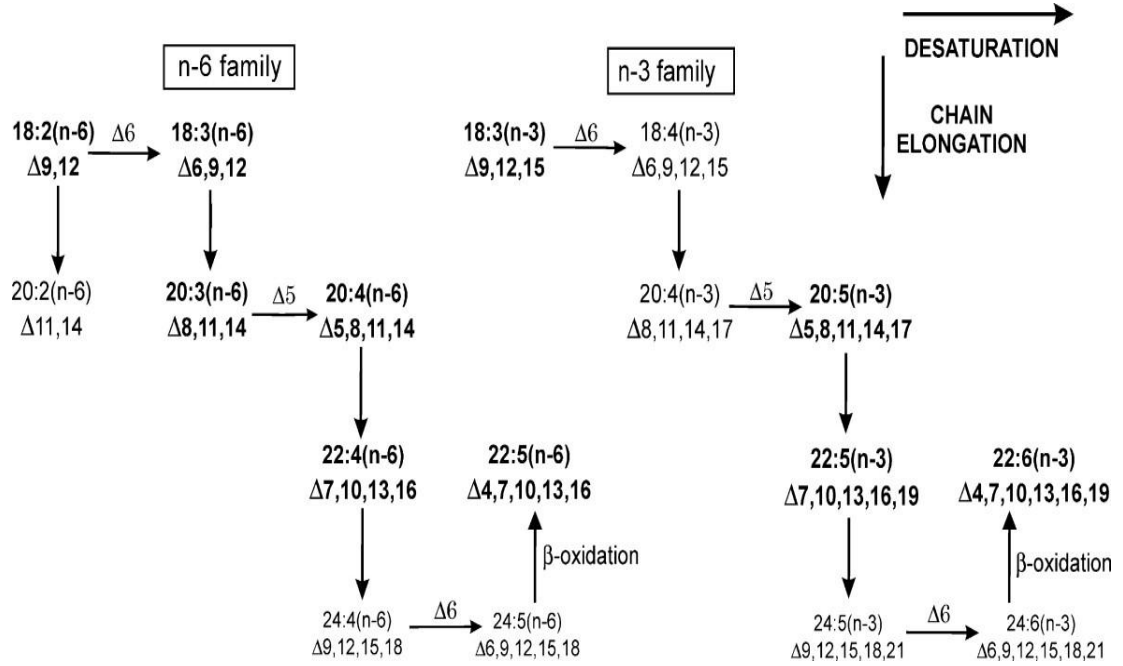 DESATURATION
n-6 family
n-3 family
CHAIN
ELONGATION
18:2(n-6) Δ6 18:3(n-6)
Δ9,12 Δ6,9,12
18:3(n-3) Δ6 18:4(n-3)
Δ9,12,15 Δ6,9,12,15
20:2(n-6) 20:3(n-6) Δ5 20:4(n-6)
Δ11,14 Δ8,11,14 Δ5,8,11,14
20:4(n-3) Δ5 20:5(n-3)
Δ8,11,14,17 Δ5,8,11,14,17
22:4(n-6) 22:5(n-6)
Δ7,10,13,16 Δ4,7,10,13,16
22:5(n-3) 22:6(n-3)
Δ7,10,13,16,19 Δ4,7,10,13,16,19
β-oxidation
β-oxidation
24:4(n-6) Δ6 24:5(n-6)
Δ9,12,15,18 Δ6,9,12,15,18
24:5(n-3) Δ6 24:6(n-3)
Δ9,12,15,18,21 Δ6,9,12,15,18,21